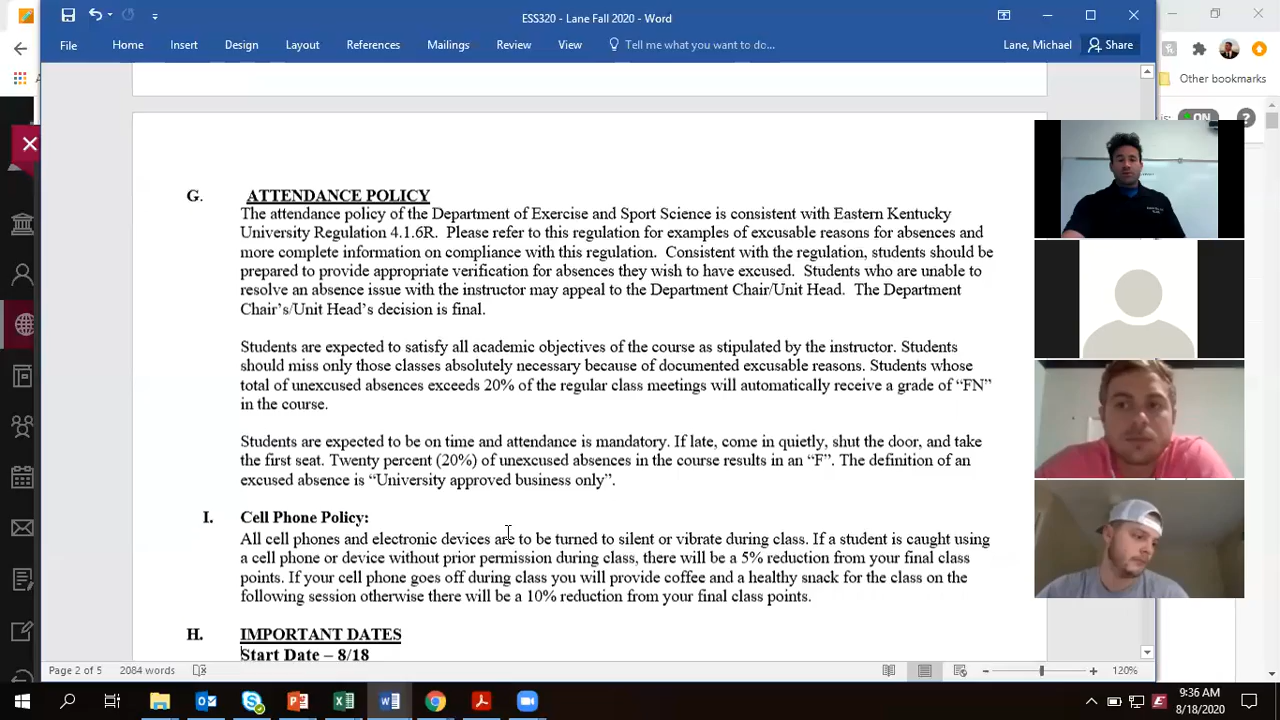 ESS320 - Lane Fall 2020 - Word
File Home Insert Design Layout References Mailings Review View Tell me what you want to do... Lane, Michael Share
Other bookmarks
ON
G. ATTENDANCE POLICY
The attendance policy of the Department of Exercise and Sport Science is consistent with Eastern Kentucky
University Regulation 4.1.6R. Please refer to this regulation for examples of excusable reasons for absences and
more complete information on compliance with this regulation. Consistent with the regulation, students should be
prepared to provide appropriate verification for absences they wish to have excused. Students who are unable to
resolve an absence issue with the instructor may appeal to the Department Chair/Unit Head. The Department
Chair’s/Unit Head’s decision is final.
Students are expected to satisfy all academic objectives of the course as stipulated by the instructor. Students
should miss only those classes absolutely necessary because of documented excusable reasons. Students whose
total of unexcused absences exceeds 20% of the regular class meetings will automatically receive a grade of “FN”
in the course.
Students are expected to be on time and attendance is mandatory. If late, come in quietly, shut the door, and take
the first seat. Twenty percent (20%) of unexcused absences in the course results in an “F”. The definition of an
excused absence is “University approved business only”.
I. Cell Phone Policy:
All cell phones and electronic devices are to be turned to silent or vibrate during class. If a student is caught using
a cell phone or device without prior permission during class, there will be a 5% reduction from your final class
points. If your cell phone goes off during class you will provide coffee and a healthy snack for the class on the
following session otherwise there will be a 10% reduction from your final class points.
H. IMPORTANT DATES
Start Date – 8/18
Page 2 of 5 2084 words 120%
9:36 AM
8/18/2020